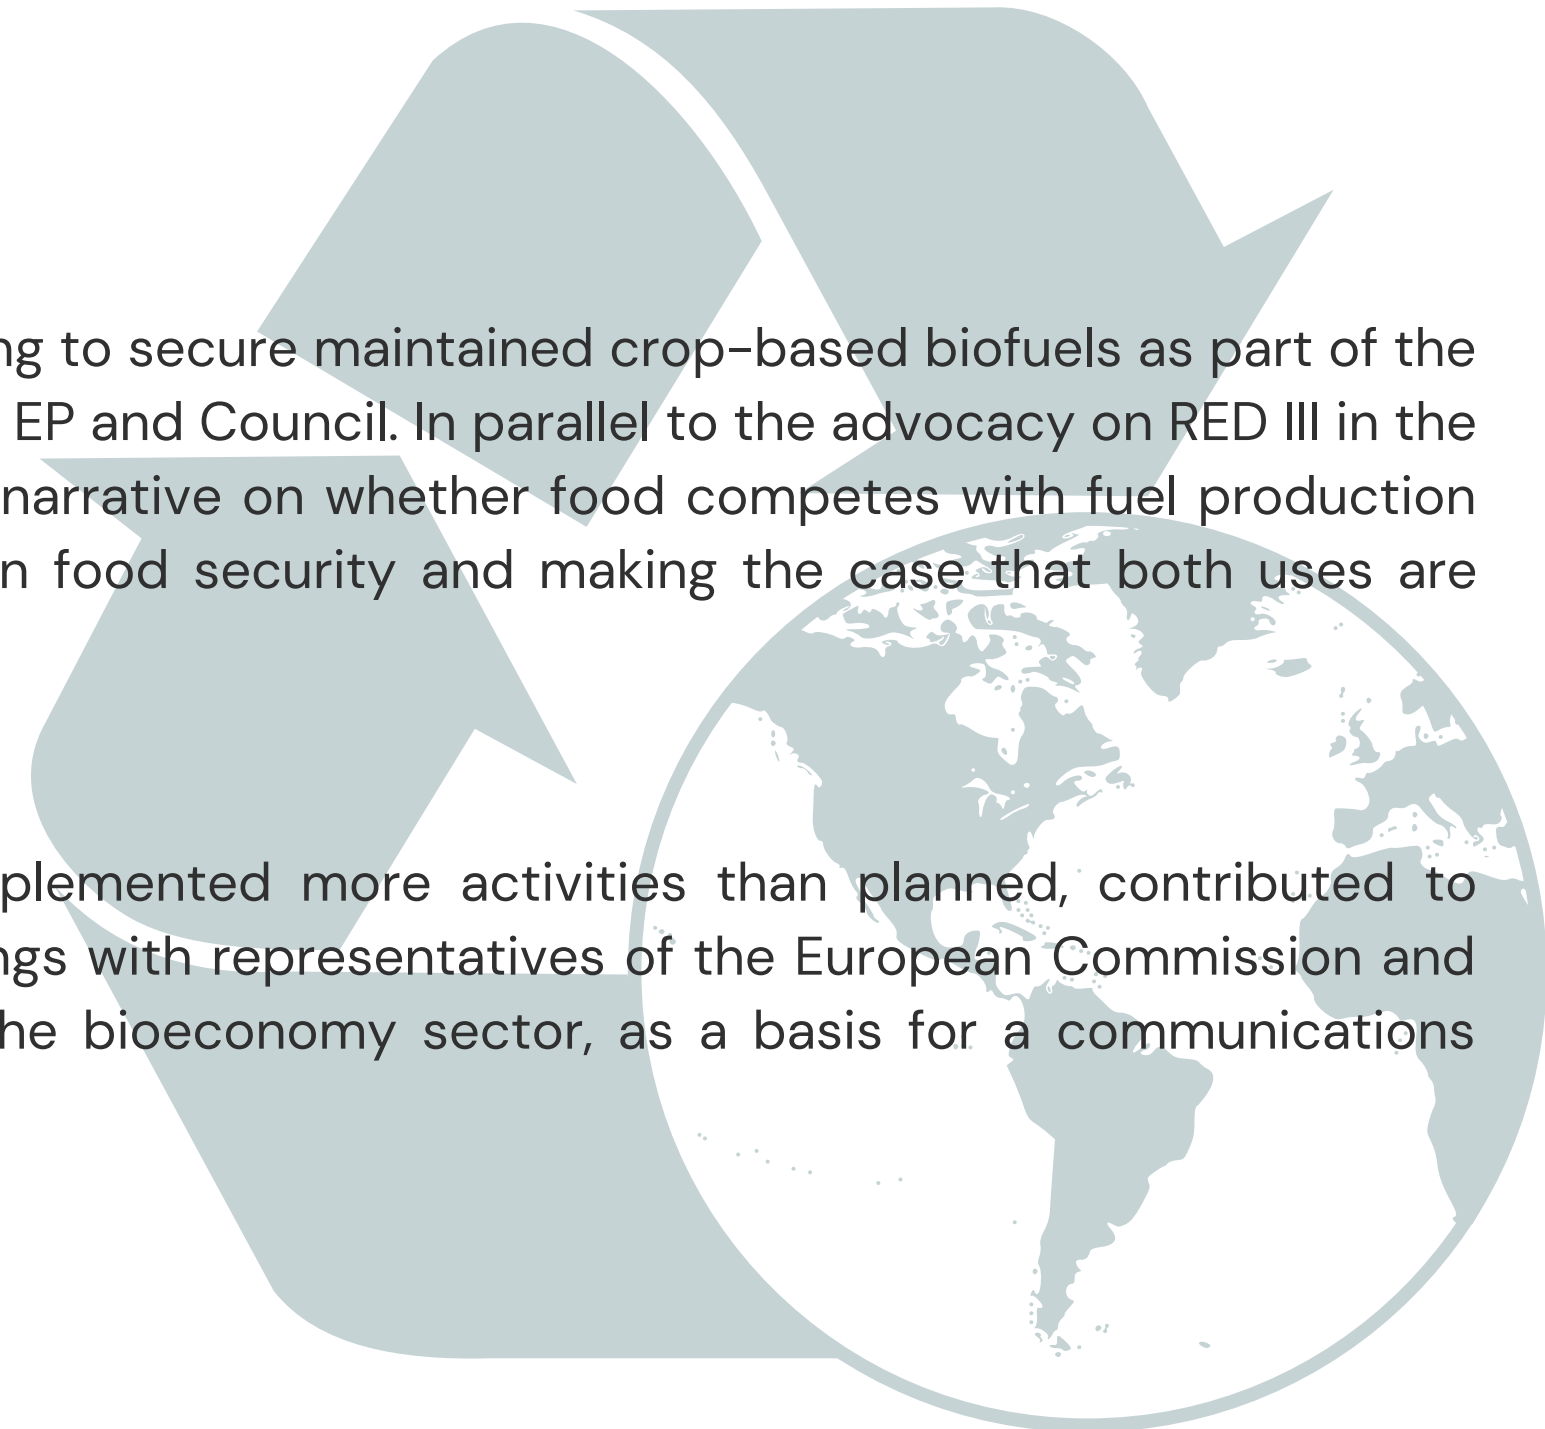 ng to secure maintained crop-based biofuels as part of the
EP and Council. In parallel to the advocacy on RED III in the
narrative on whether food competes with fuel production
n food security and making the case that both uses are
plemented more activities than planned, contributed to
ngs with representatives of the European Commission and
he bioeconomy sector, as a basis for a communications